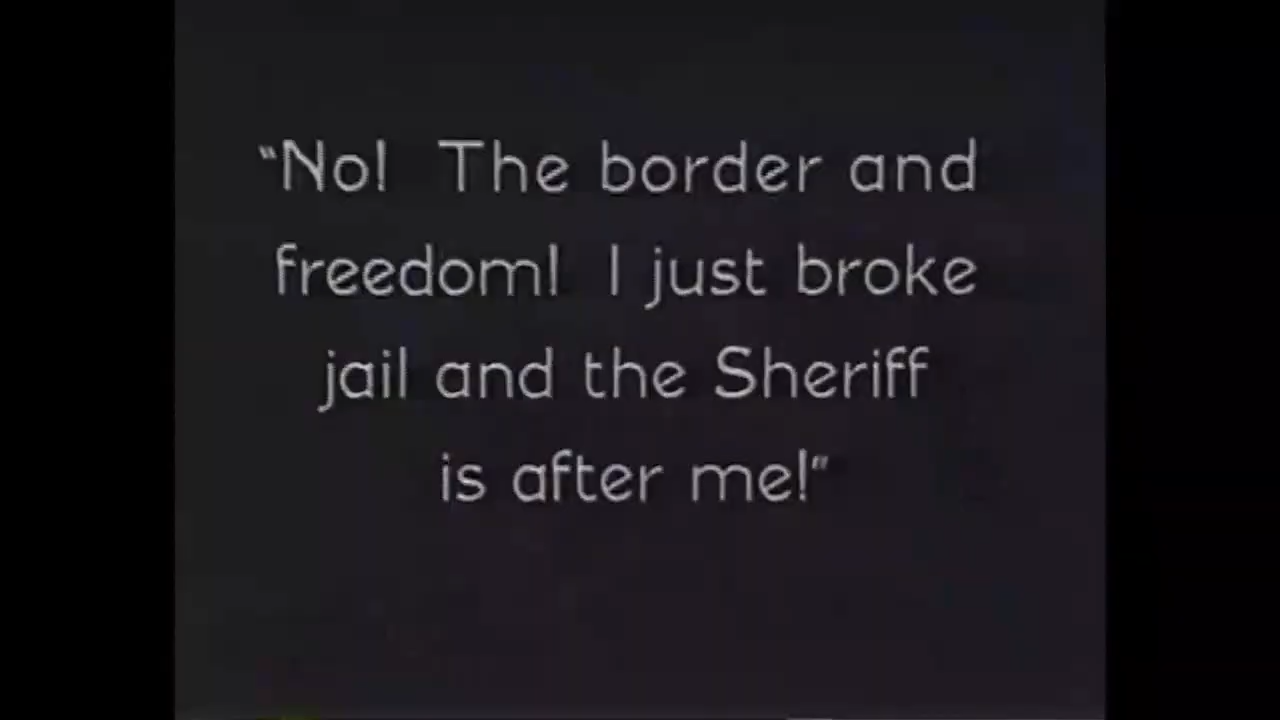 “No! The border and
freedom! I just broke
jail and the Sheriff
is after me!”